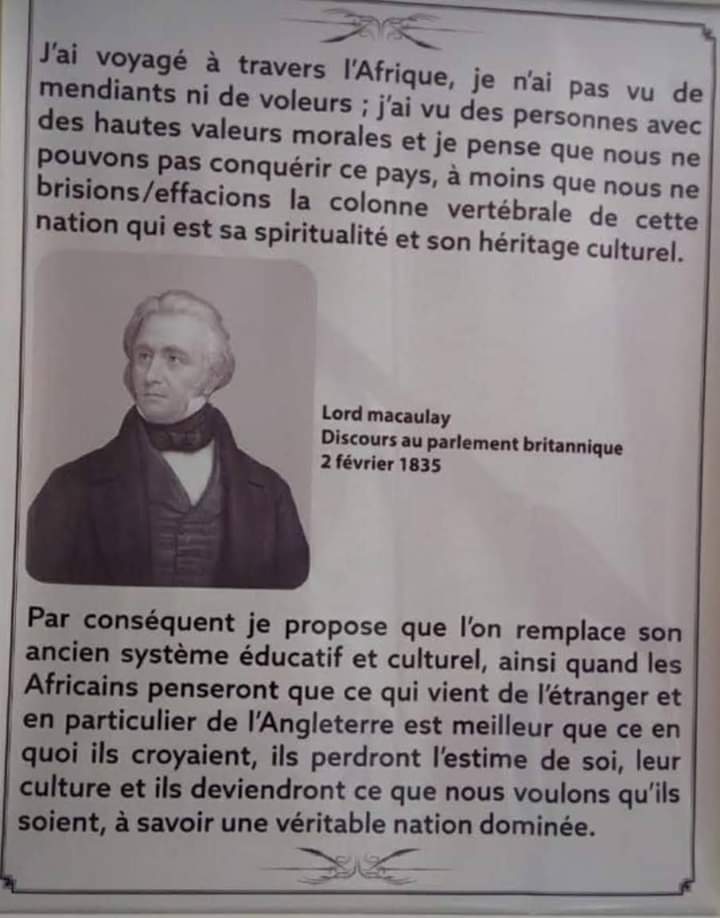 J'ai voyagé à travers l'Afrique, je n'ai pas vu de
mendiants ni de voleurs ; j'ai vu des personnes avec
des hautes valeurs morales et je pense que nous ne
pouvons pas conquérir ce pays, à moins que nous ne
brisions/effacions la colonne vertébrale de cette
nation qui est sa spiritualité et son héritage culturel.
Lord macaulay
Discours au parlement britannique
2 février 1835
Par conséquent je propose que l'on remplace son
ancien système éducatif et culturel, ainsi quand les
Africains penseront que ce qui vient de l'étranger et
en particulier de l'Angleterre est meilleur que ce en
quoi ils croyaient, ils perdront l'estime de soi, leur
culture et ils deviendront ce que nous voulons qu'ils
soient, à savoir une véritable nation dominée.